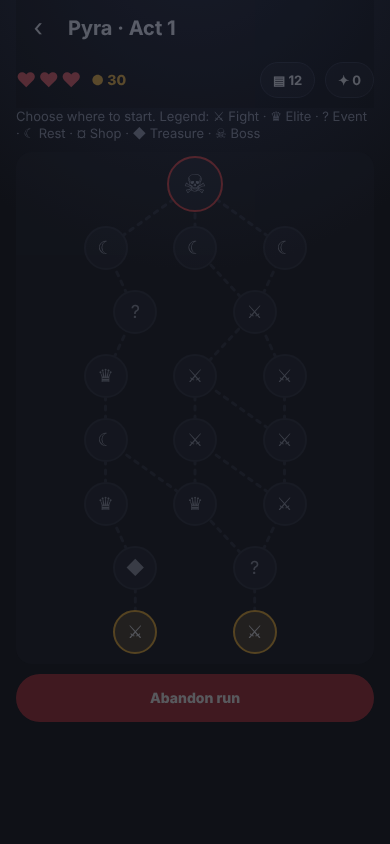 ‹ Pyra · Act 1
♥♥♥ ● 30 ▤ 12 ✦ 0
Choose where to start. Legend: ⚔ Fight · ♛ Elite · ? Event
· ☾ Rest · ¤ Shop · ◆ Treasure · ☠ Boss
☠
☾ ☾ ☾
? ⚔
♛ ⚔ ⚔
☾ ⚔ ⚔
♛ ♛ ⚔
◆ ?
⚔ ⚔
Abandon run